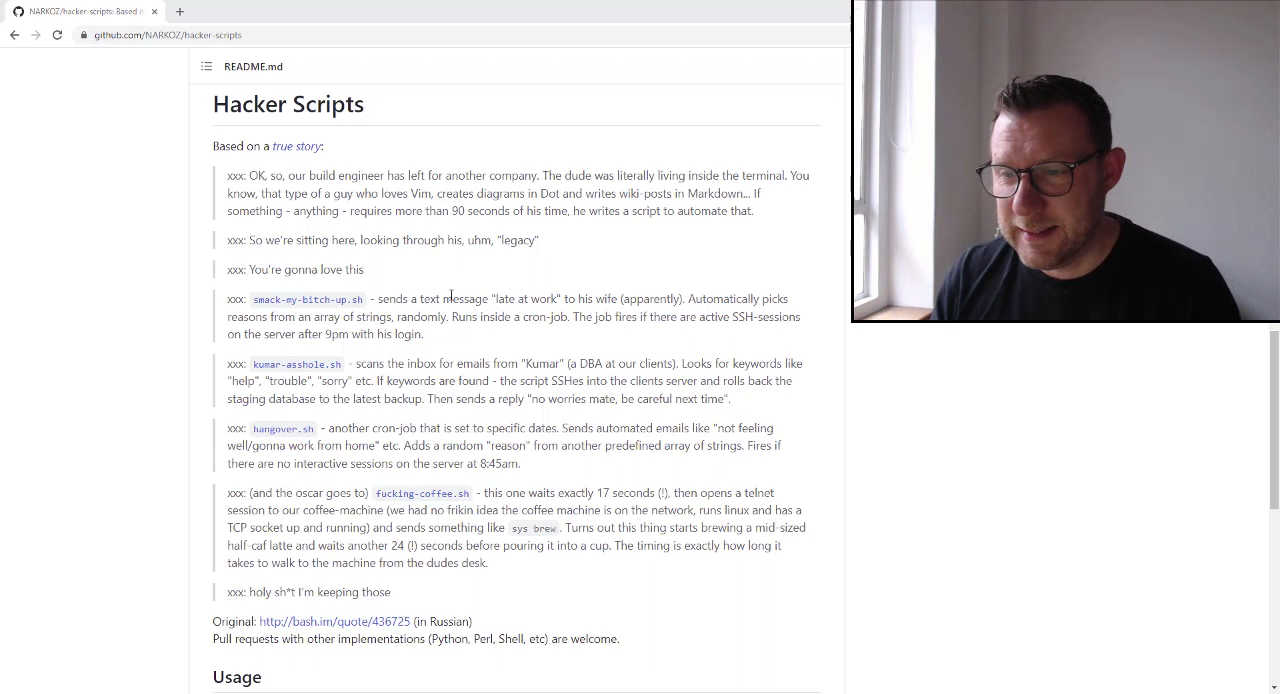 NARKOZ/hacker-scripts: Based o
github.com/NARKOZ/hacker-scripts
README.md
Hacker Scripts
Based on a true story:
xxx: OK, so, our build engineer has left for another company. The dude was literally living inside the terminal. You
know, that type of a guy who loves Vim, creates diagrams in Dot and writes wiki-posts in Markdown... If
something - anything - requires more than 90 seconds of his time, he writes a script to automate that.
xxx: So we're sitting here, looking through his, uhm, "legacy"
xxx: You're gonna love this
xxx: smack-my-bitch-up.sh - sends a text message "late at work" to his wife (apparently). Automatically picks
reasons from an array of strings, randomly. Runs inside a cron-job. The job fires if there are active SSH-sessions
on the server after 9pm with his login.
xxx: kumar-asshole.sh - scans the inbox for emails from "Kumar" (a DBA at our clients). Looks for keywords like
"help", "trouble", "sorry" etc. If keywords are found - the script SSHes into the clients server and rolls back the
staging database to the latest backup. Then sends a reply "no worries mate, be careful next time".
xxx: hangover.sh - another cron-job that is set to specific dates. Sends automated emails like "not feeling
well/gonna work from home" etc. Adds a random "reason" from another predefined array of strings. Fires if
there are no interactive sessions on the server at 8:45am.
xxx: (and the oscar goes to) fucking-coffee.sh - this one waits exactly 17 seconds (!), then opens a telnet
session to our coffee-machine (we had no frikin idea the coffee machine is on the network, runs linux and has a
TCP socket up and running) and sends something like sys brew. Turns out this thing starts brewing a mid-sized
half-caf latte and waits another 24 (!) seconds before pouring it into a cup. The timing is exactly how long it
takes to walk to the machine from the dudes desk.
xxx: holy sh*t I'm keeping those
Original: http://bash.im/quote/436725 (in Russian)
Pull requests with other implementations (Python, Perl, Shell, etc) are welcome.
Usage